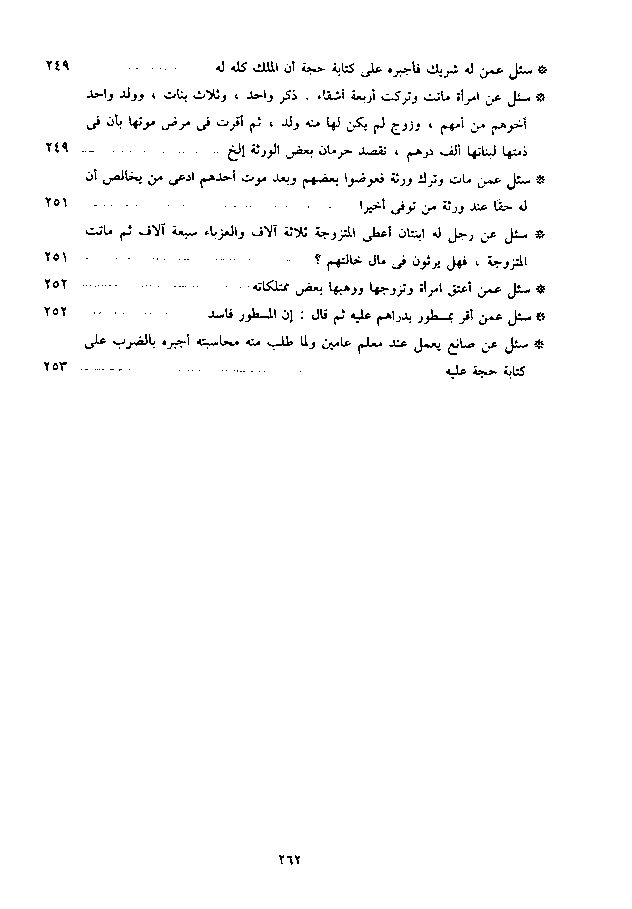 * سئل عمن له شريك فأجبره على كتابة حجة أن الملك كله له ........ ٢٤٩
* سئل عن امرأة ماتت وتركت أربعة أشقاء . ذكر واحد ، وثلاث بنات ، وولد واحد
أخوهم من أمهم ، وزوج لم يكن لها منه ولد ، ثم أقرت فى مرض موتها بأن فى
ذمتها لبناتها ألف درهم ، نقصد حرمان بعض الورثة إلخ ........ ٢٤٩
* سئل عمن مات وترك ورثة فعوضوا بعضهم وبعد موت أحدهم ادعى من يخالص أن
له حقا عند ورثة من توفى أخيرا ........ ٢٥١
* سئل عن رجل له ابنتان أعطى المتزوجة ثلاثة آلاف والعزباء سبعة آلاف ثم ماتت
المتزوجة ، فهل يرثون فى مال خالتهم ؟ ........ ٢٥١
* سئل عمن أعتق امرأة وتزوجها ووهبها بعض ممتلكاته ........ ٢٥٢
* سئل عمن أقر بمسطور بدراهم عليه ثم قال : إن المسطور فاسد ........ ٢٥٢
* سئل عن صانع يعمل عند معلم عامين ولما طلب منه محاسبته أجبره بالضرب على
كتابة حجة عليه ........ ٢٥٣
٢٦٢